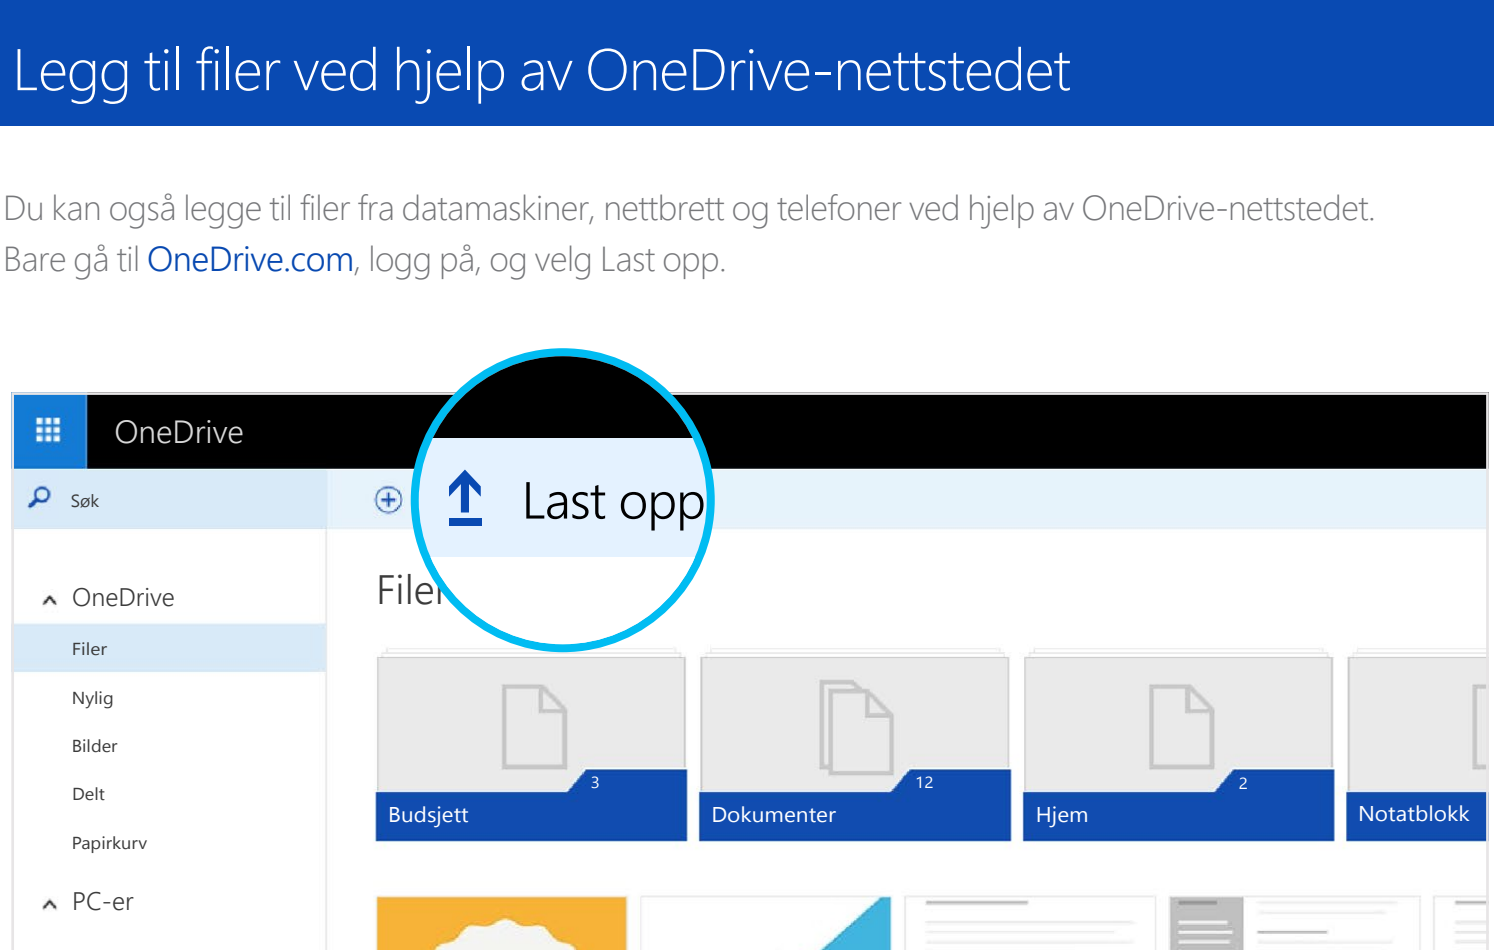 Legg til filer ved hjelp av OneDrive-nettstedet
Du kan også legge til filer fra datamaskiner, nettbrett og telefoner ved hjelp av OneDrive-nettstedet.
Bare gå til OneDrive.com, logg på, og velg Last opp.
OneDrive
Søk
Last opp
OneDrive
Filer
Nylig
Bilder
Delt
Papirkurv
PC-er
Filer
3
Budsjett
12
Dokumenter
2
Hjem
Notatblokk